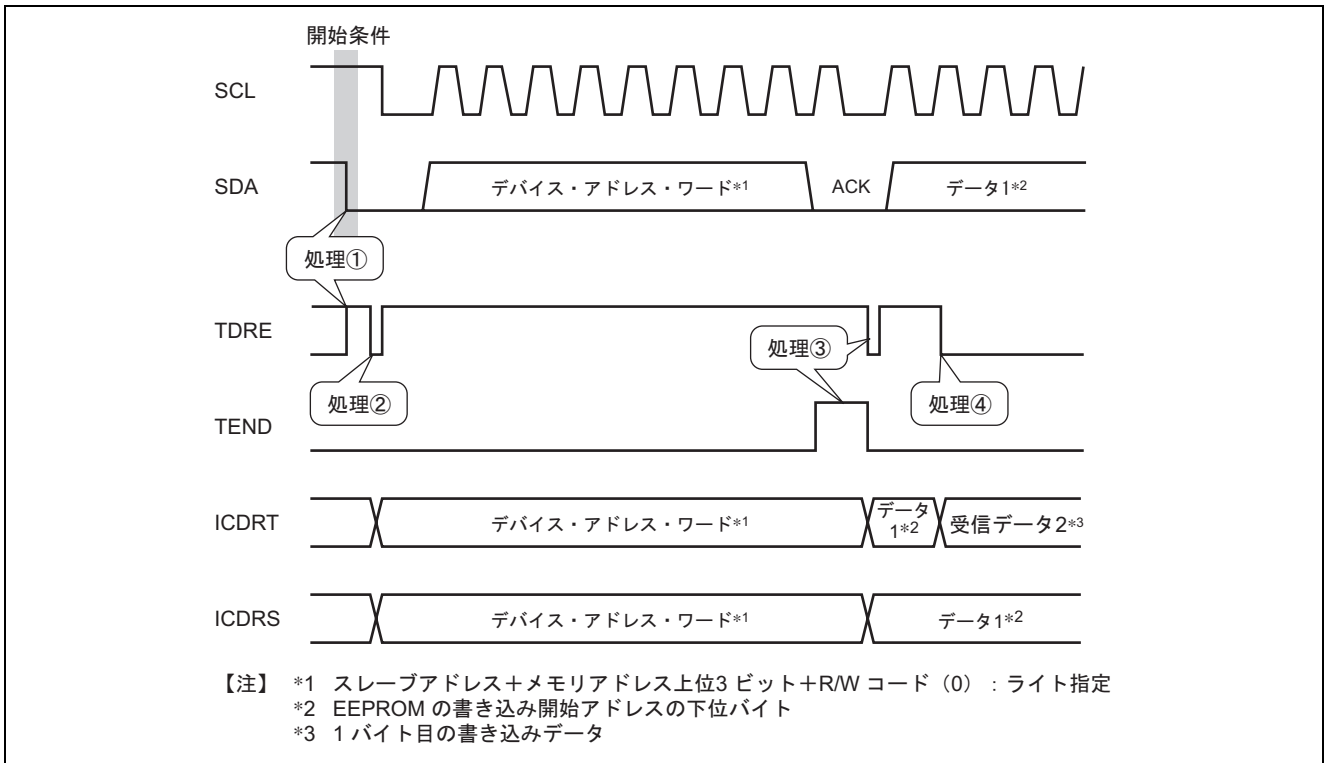 開始条件
SCL
SDA
デバイス・アドレス・ワード*1
ACK
データ1*2
処理①
TDRE
処理③
処理②
処理④
TEND
ICDRT
デバイス・アドレス・ワード*1
データ
1*2
受信データ2*3
ICDRS
デバイス・アドレス・ワード*1
データ1*2
【注】 *1 スレーブアドレス+メモリアドレス上位3 ビット+R/W コード(0):ライト指定
*2 EEPROM の書き込み開始アドレスの下位バイト
*3 1 バイト目の書き込みデータ